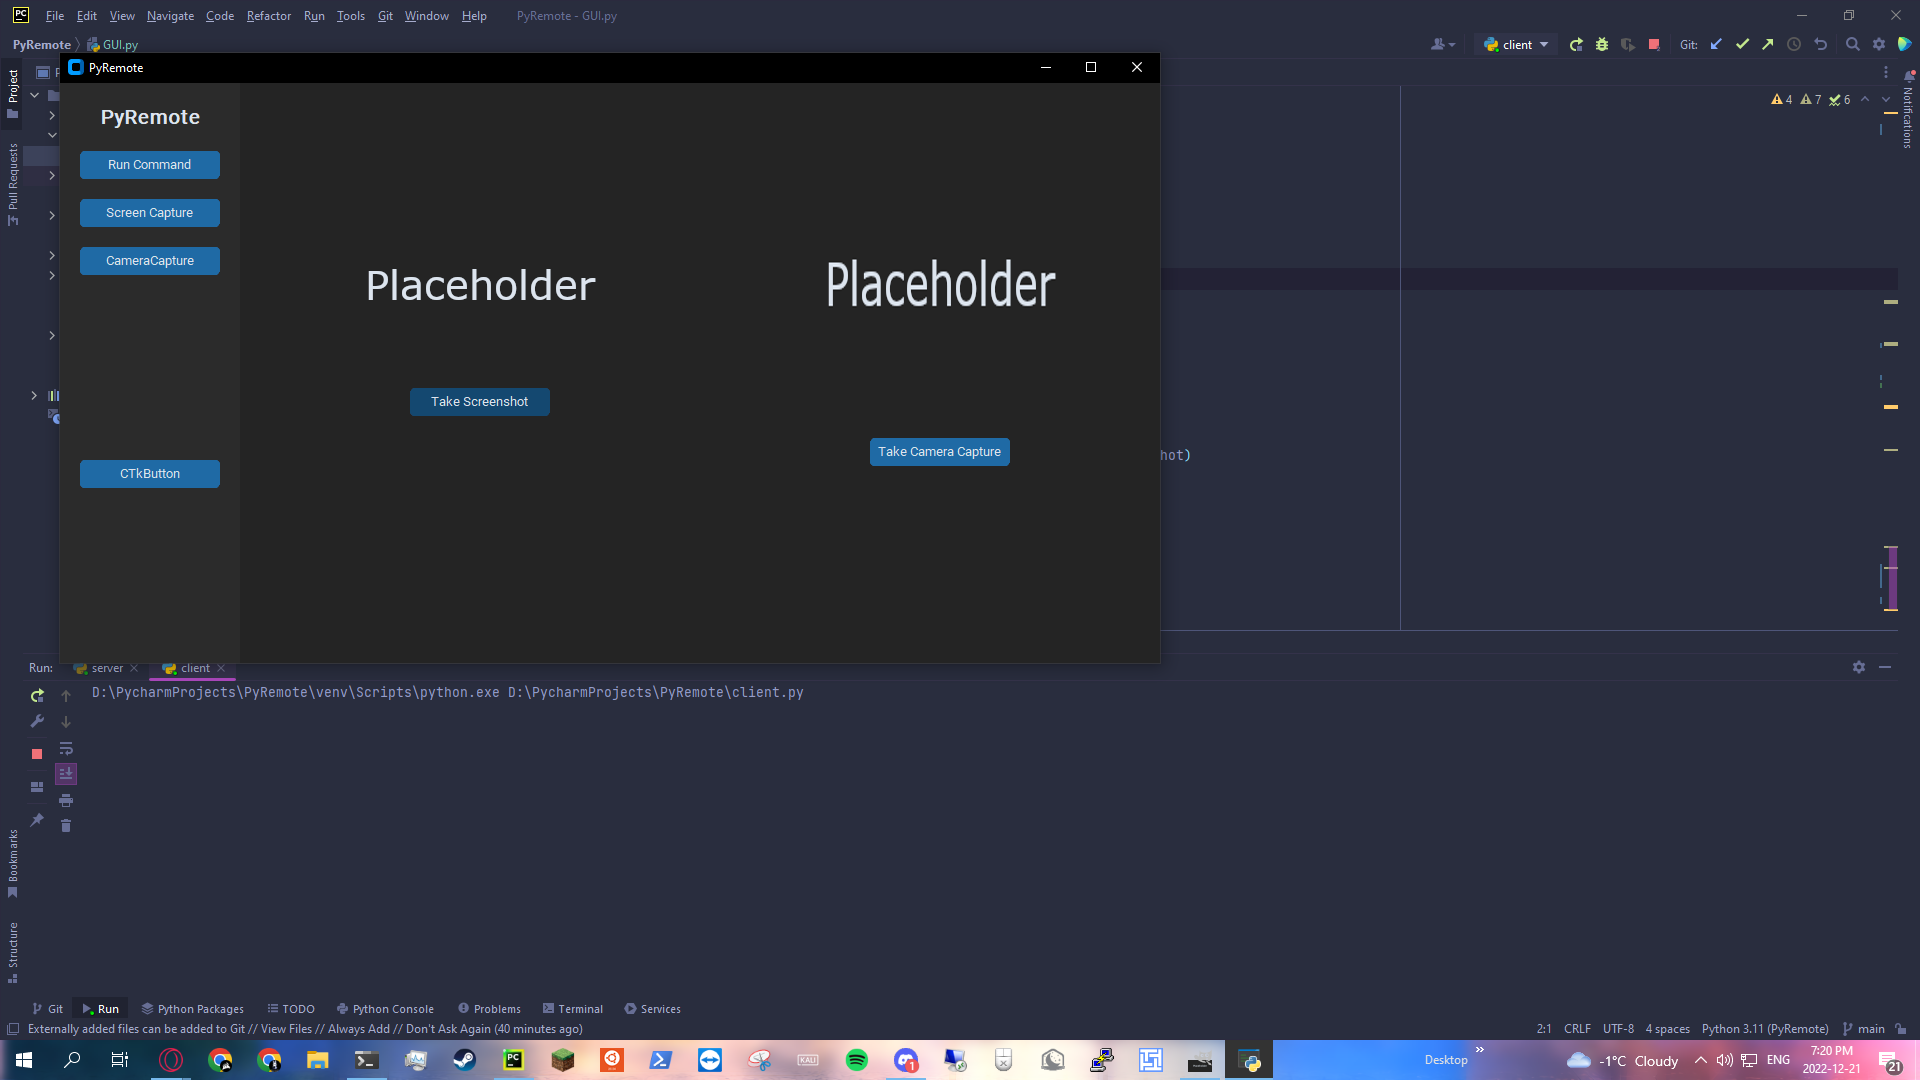 PC File Edit View Navigate Code Refactor Run Tools Git Window Help PyRemote - GUI.py
PyRemote GUI.py
client Git:
Project
Pull Requests
Bookmarks
Structure
Notifications
4 7 6
PyRemote
PyRemote
Run Command
Screen Capture
CameraCapture
CTkButton
Placeholder
Take Screenshot
Placeholder
Take Camera Capture
hot)
Run: server client
D:\PycharmProjects\PyRemote\venv\Scripts\python.exe D:\PycharmProjects\PyRemote\client.py
Git Run Python Packages TODO Python Console Problems Terminal Services
Externally added files can be added to Git // View Files // Always Add // Don't Ask Again (40 minutes ago)
2:1 CRLF UTF-8 4 spaces Python 3.11 (PyRemote) main
PC
KALI
1
Desktop
-1°C Cloudy
ENG
7:20 PM
2022-12-21
21